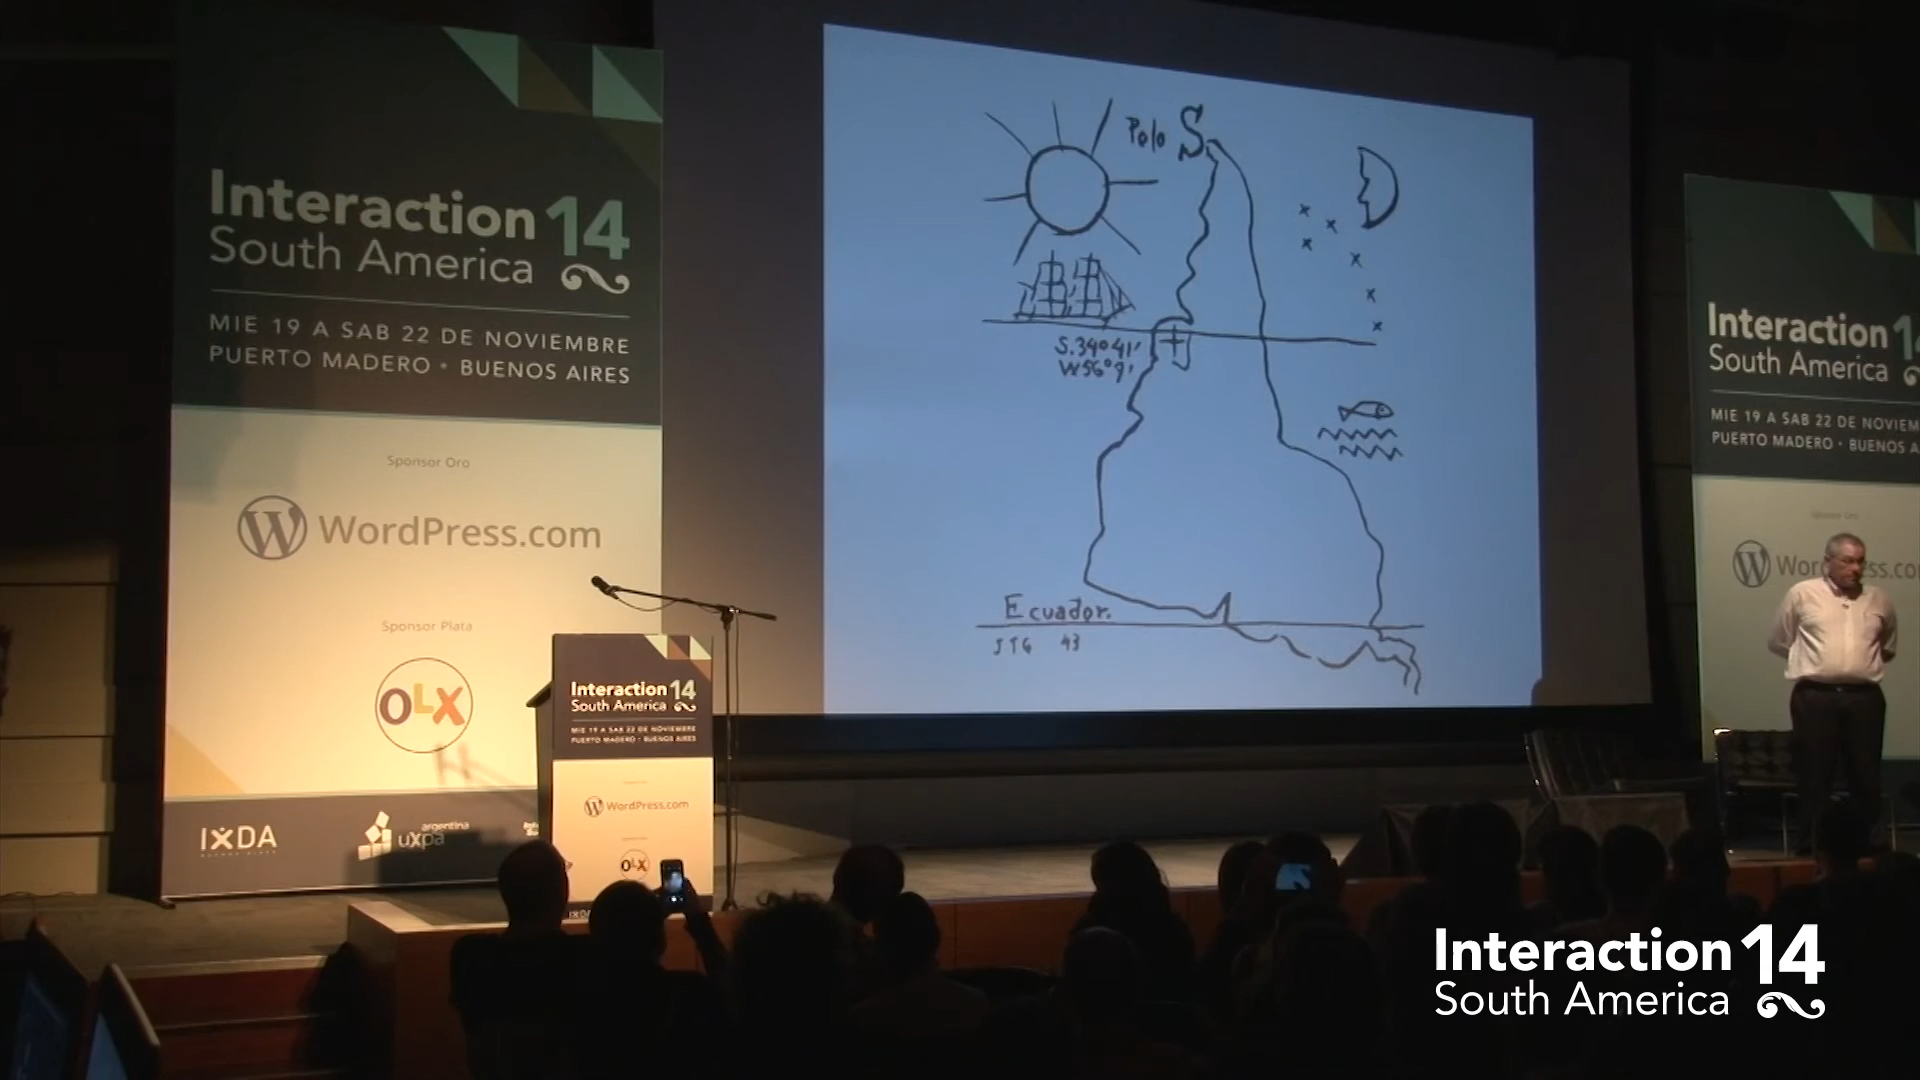 Interaction 14
South America
MIE 19 A SAB 22 DE NOVIEMBRE
PUERTO MADERO • BUENOS AIRES
Sponsor Oro
WordPress.com
Sponsor Plata
OLX
IXDA
argentina
uxpa
Interaction 14
South America
MIE 19 A SAB 22 DE NOVIEMBRE
PUERTO MADERO • BUENOS AIRES
WordPress.com
OLX
Polo S
S.34°41'
W56°9'
Ecuador.
JTG 43
Interaction 1
South America
MIE 19 A SAB 22 DE NOVIEM
PUERTO MADERO • BUENOS A
Interaction 14
South America